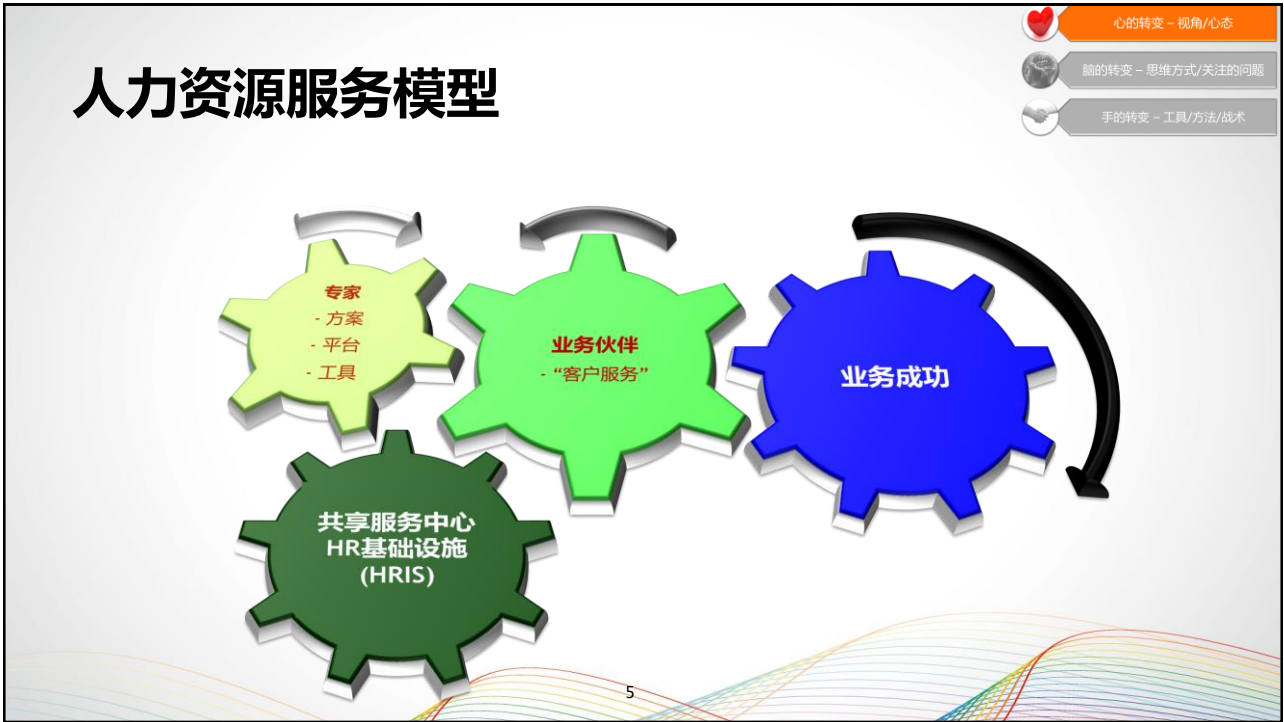 心的转变 – 视角/心态
脑的转变 – 思维方式/关注的问题
手的转变 – 工具/方法/战术
人力资源服务模型
专家
- 方案
- 平台
- 工具
业务伙伴
- “客户服务”
业务成功
共享服务中心
HR基础设施
(HRIS)
5